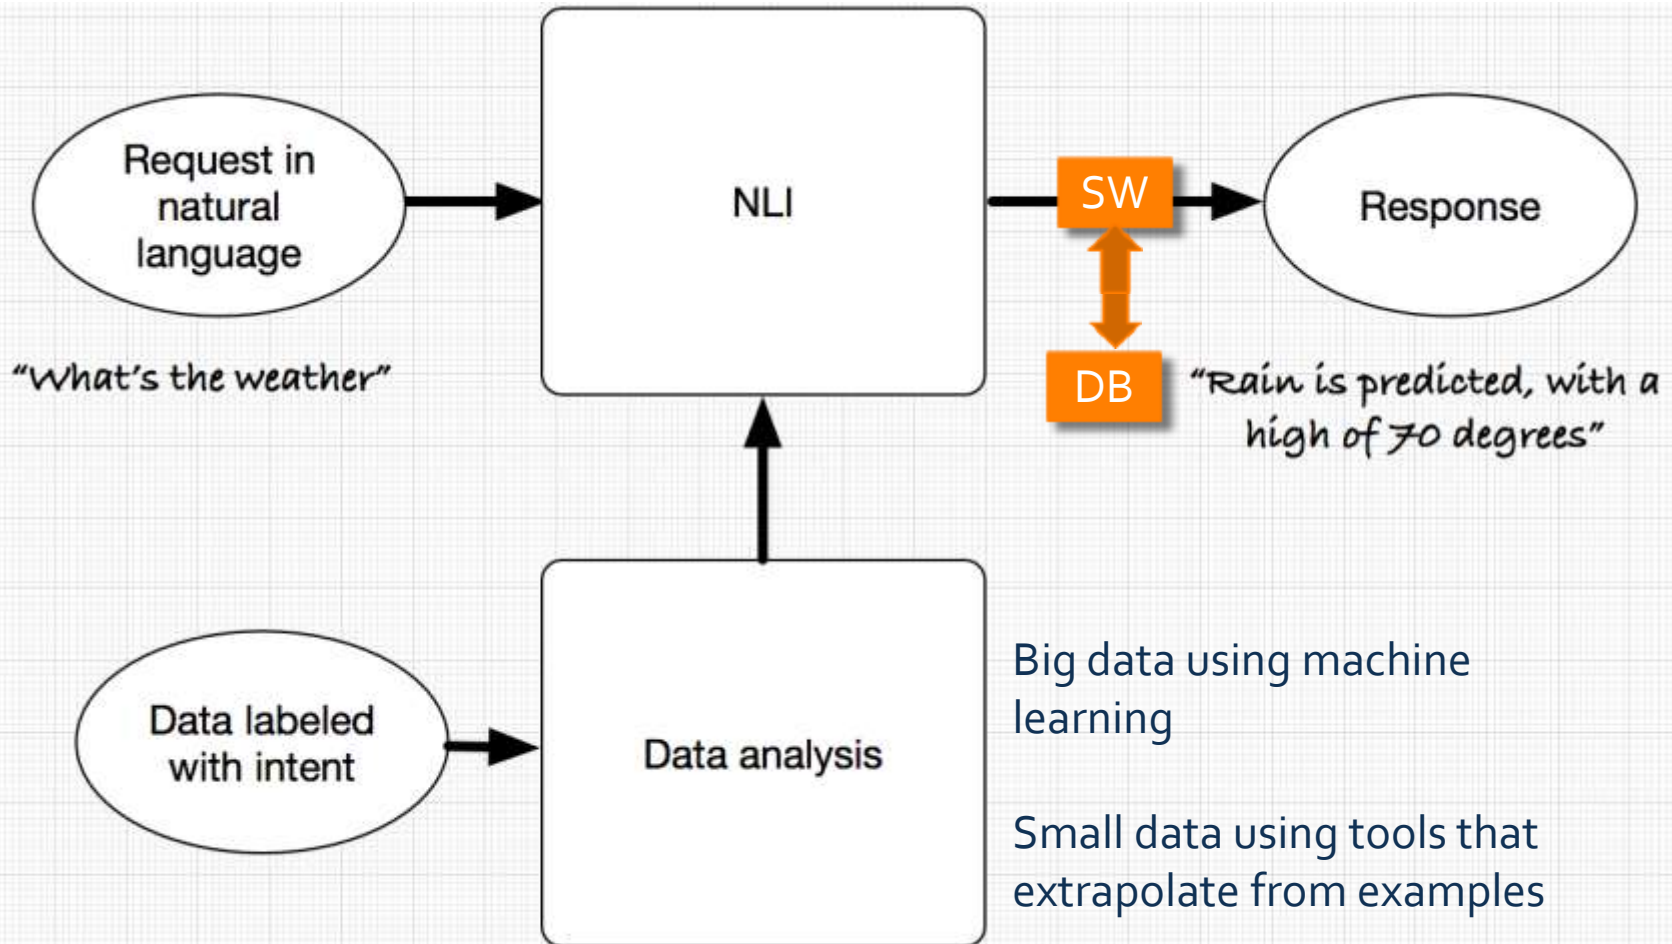 Request in
natural
language
NLI
SW
Response
"What's the weather"
DB
"Rain is predicted, with a
high of 70 degrees"
Data labeled
with intent
Data analysis
Big data using machine
learning
Small data using tools that
extrapolate from examples